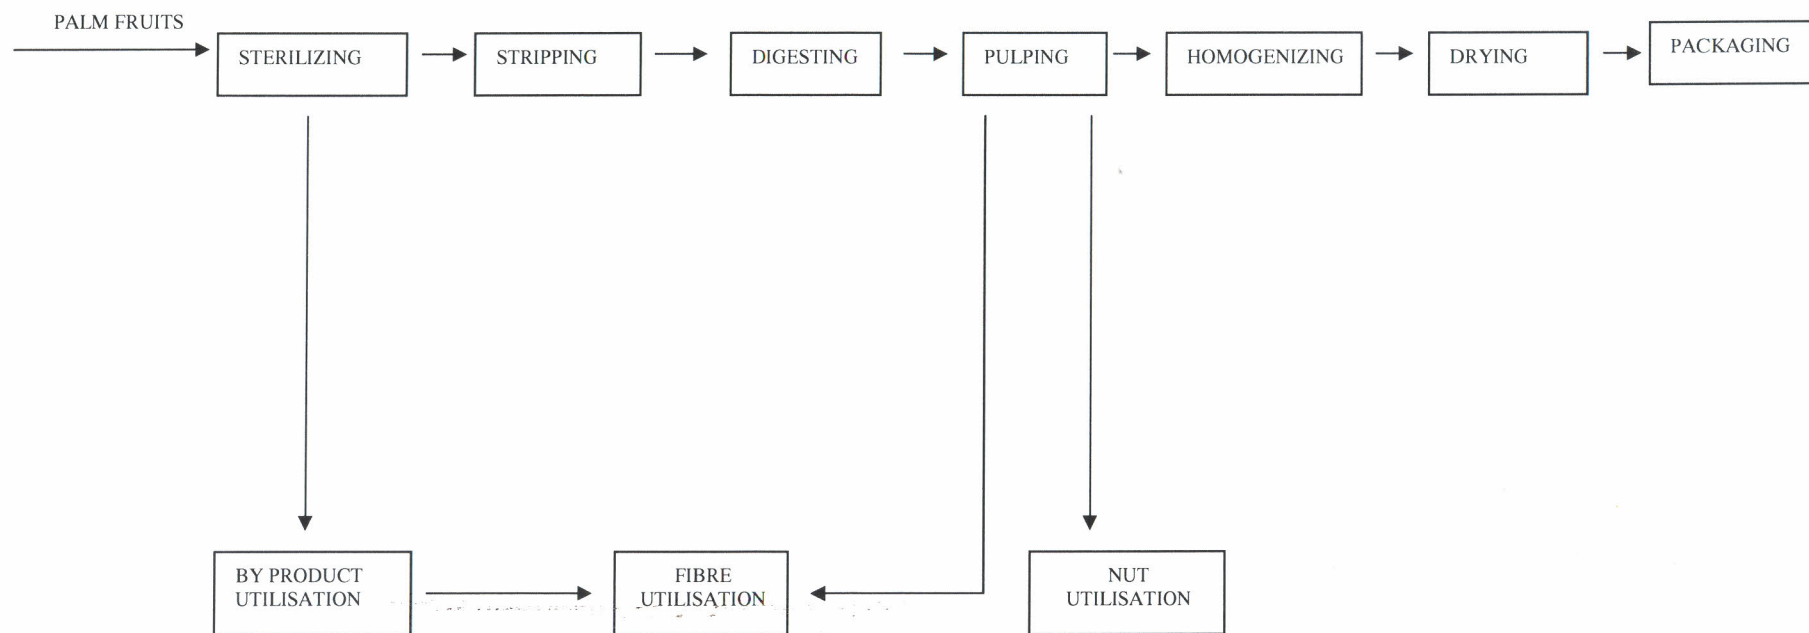 PALM FRUITS
STERILIZING
STRIPPING
DIGESTING
PULPING
HOMOGENIZING
DRYING
PACKAGING
BY PRODUCT
UTILISATION
FIBRE
UTILISATION
NUT
UTILISATION